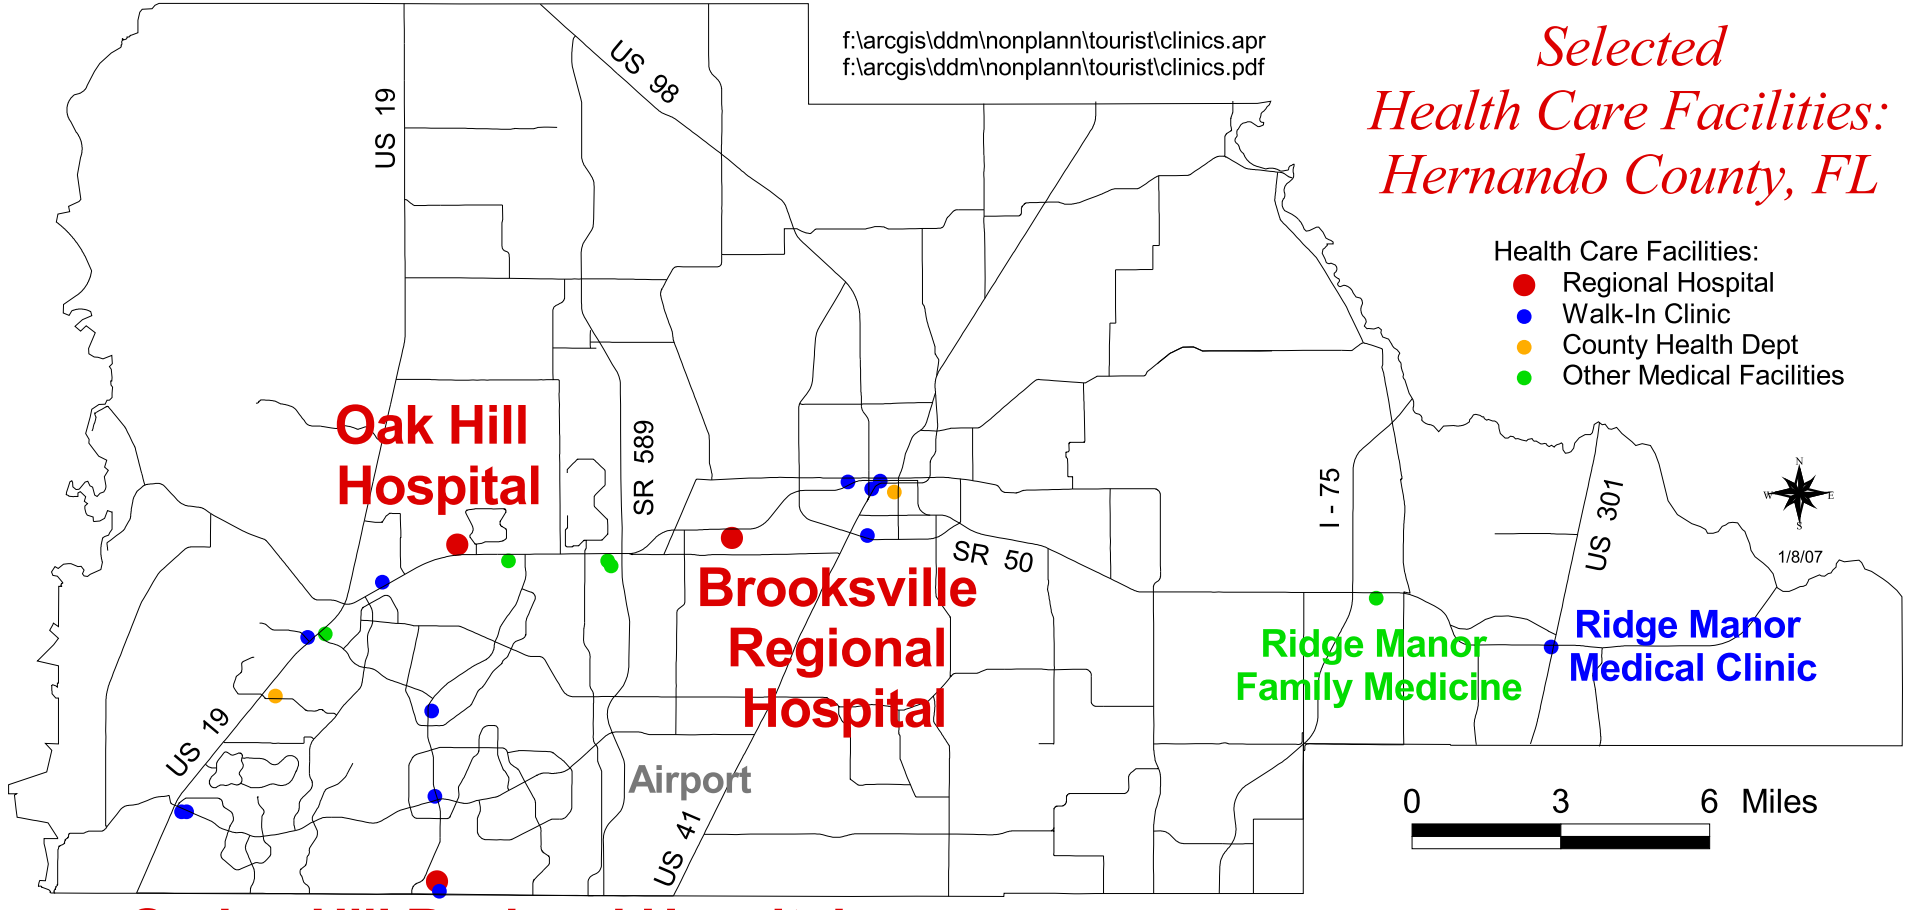 f:\arcgis\ddm\nonplann\tourist\clinics.apr
f:\arcgis\ddm\nonplann\tourist\clinics.pdf
Selected
Health Care Facilities:
Hernando County, FL
Health Care Facilities:
Regional Hospital
Walk-In Clinic
County Health Dept
Other Medical Facilities
US 98
US 19
Oak Hill
Hospital
SR 589
I - 75
US 301
N
W E
S
1/8/07
SR 50
Brooksville
Regional
Hospital
Ridge Manor
Family Medicine
Ridge Manor
Medical Clinic
US 19
Airport
US 41
0 3 6 Miles